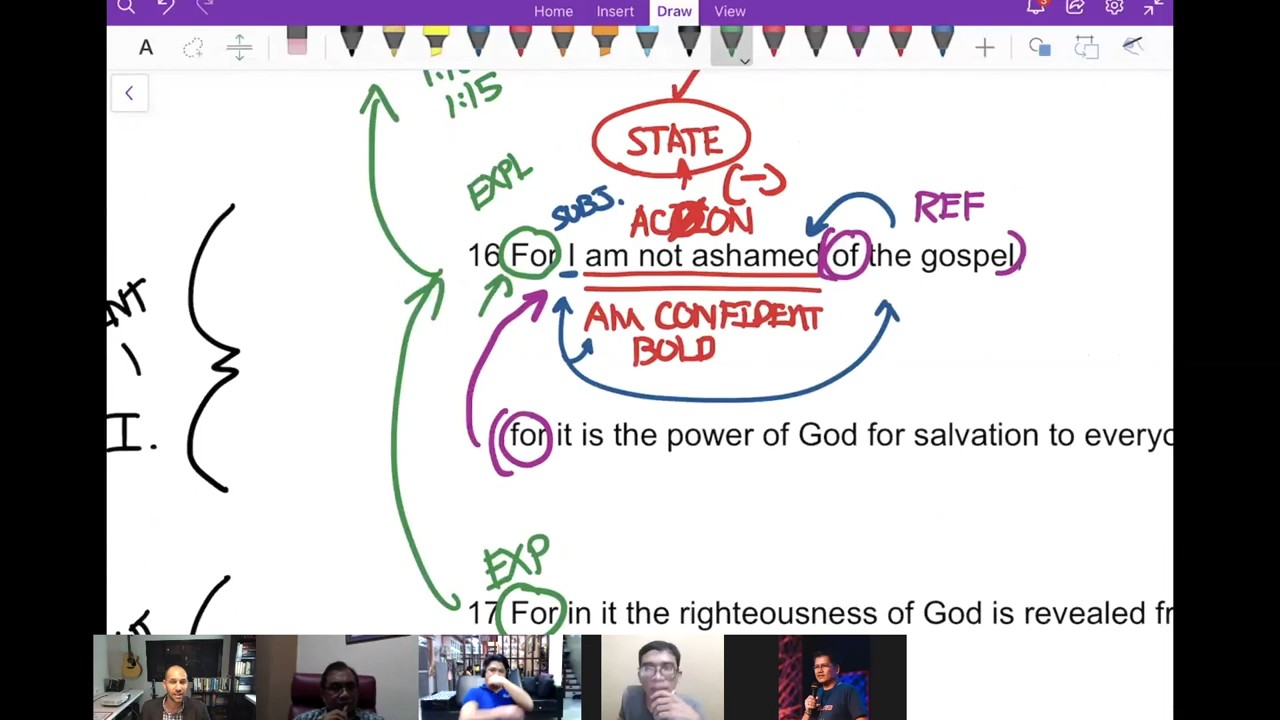 Home Insert Draw View
A
1:15
STATE
EXPL
(-)
SUBJ.
ACTION
REF
16 For I am not ashamed of the gospel,
AM CONFIDENT
BOLD
I.
for it is the power of God for salvation to everyo
EXP
17 For in it the righteousness of God is revealed fr